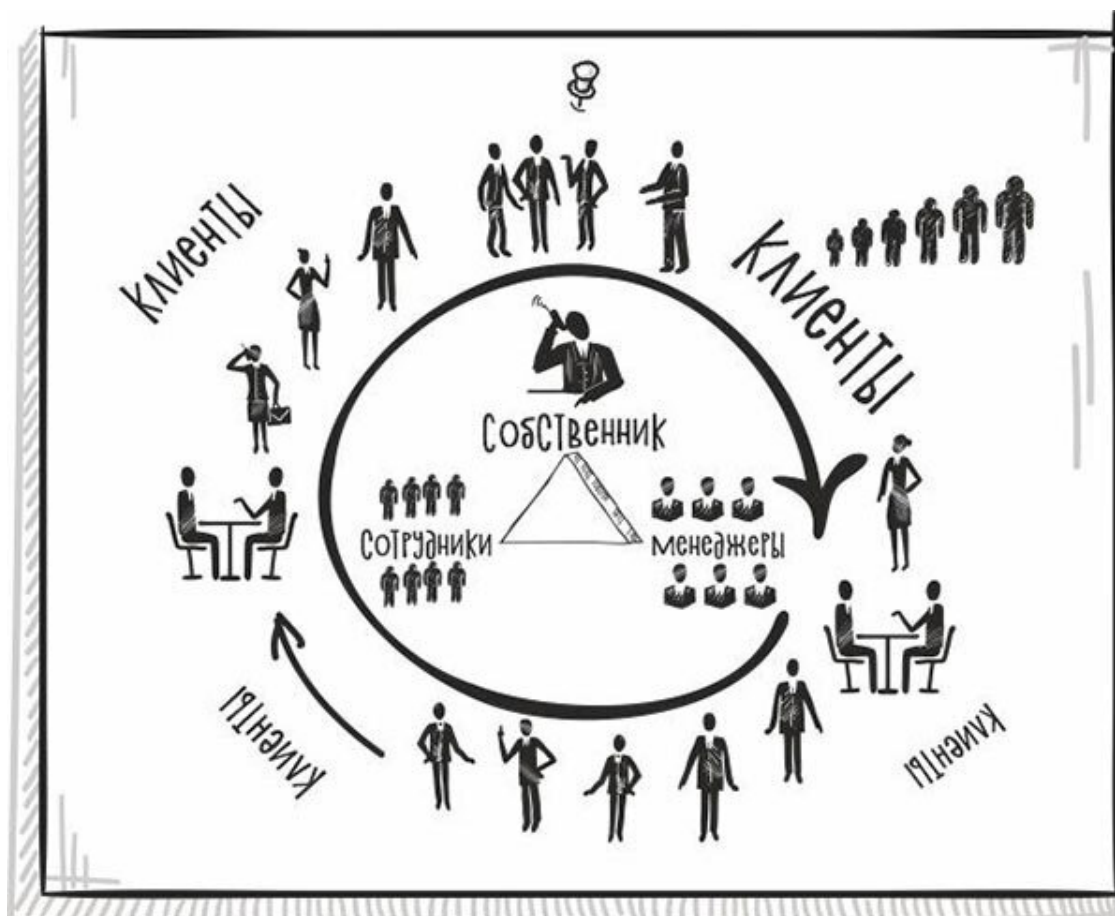 Клиенты
Клиенты
Собственник
Сотрудники
Менеджеры
Клиенты
Клиенты